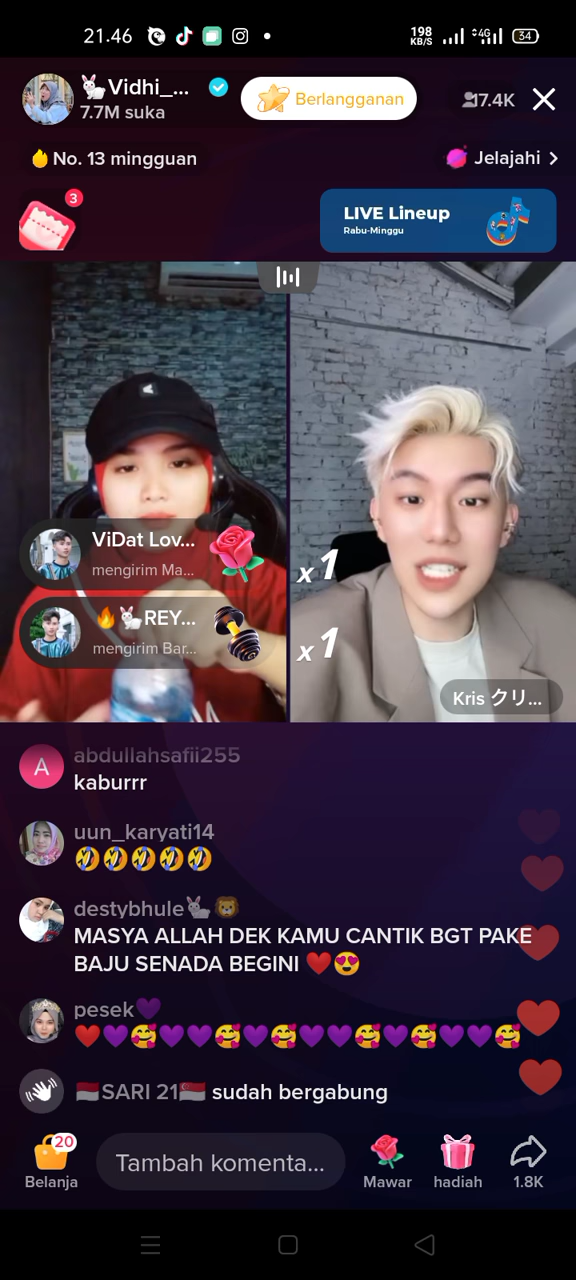 21.46
198
KB/S
4G
34
🐇Vidhi_...
7.7M suka
Berlangganan
17.4K
No. 13 mingguan
Jelajahi
3
LIVE Lineup
Rabu-Minggu
ViDat Lov...
mengirim Ma...
x1
🔥🐇REY...
mengirim Bar...
x1
Kris クリ...
A
abdullahsafii255
kaburrr
uun_karyati14
🤣🤣🤣🤣🤣
destybhule🐇🦁
MASYA ALLAH DEK KAMU CANTIK BGT PAKE
BAJU SENADA BEGINI ❤️😍
pesek💜
❤️💜🥰💜💜🥰💜🥰💜💜🥰💜🥰💜💜🥰
🇮🇩SARI 21🇸🇬 sudah bergabung
20
Belanja
Tambah komenta...
Mawar
hadiah
1.8K